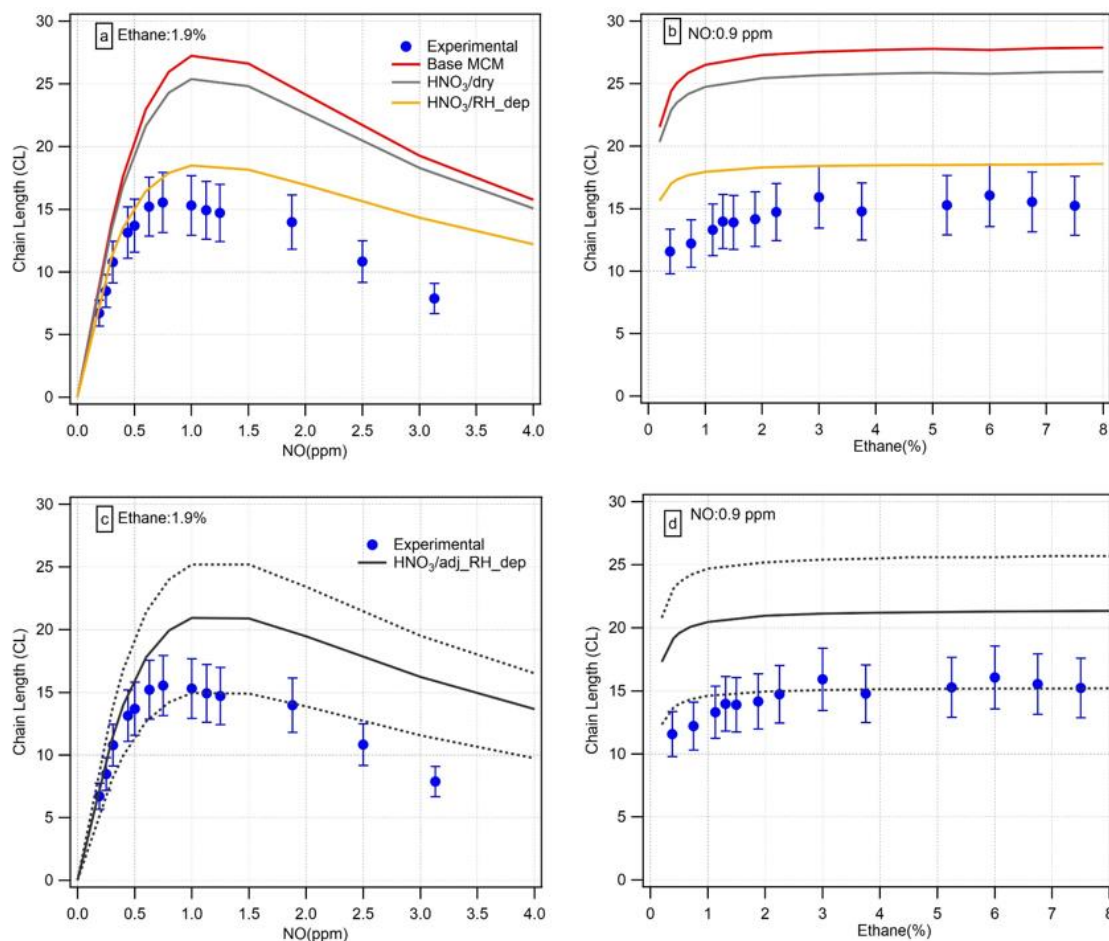 a
Ethane:1.9%
Experimental
Base MCM
HNO3/dry
HNO3/RH_dep
Chain Length (CL)
30
25
20
15
10
5
0
0.0 0.5 1.0 1.5 2.0 2.5 3.0 3.5 4.0
NO(ppm)
b
NO:0.9 ppm
Chain Length (CL)
30
25
20
15
10
5
0
0 1 2 3 4 5 6 7 8
Ethane(%)
c
Ethane:1.9%
Experimental
HNO3/adj_RH_dep
Chain Length (CL)
30
25
20
15
10
5
0
0.0 0.5 1.0 1.5 2.0 2.5 3.0 3.5 4.0
NO(ppm)
d
NO:0.9 ppm
Chain Length (CL)
30
25
20
15
10
5
0
0 1 2 3 4 5 6 7 8
Ethane(%)